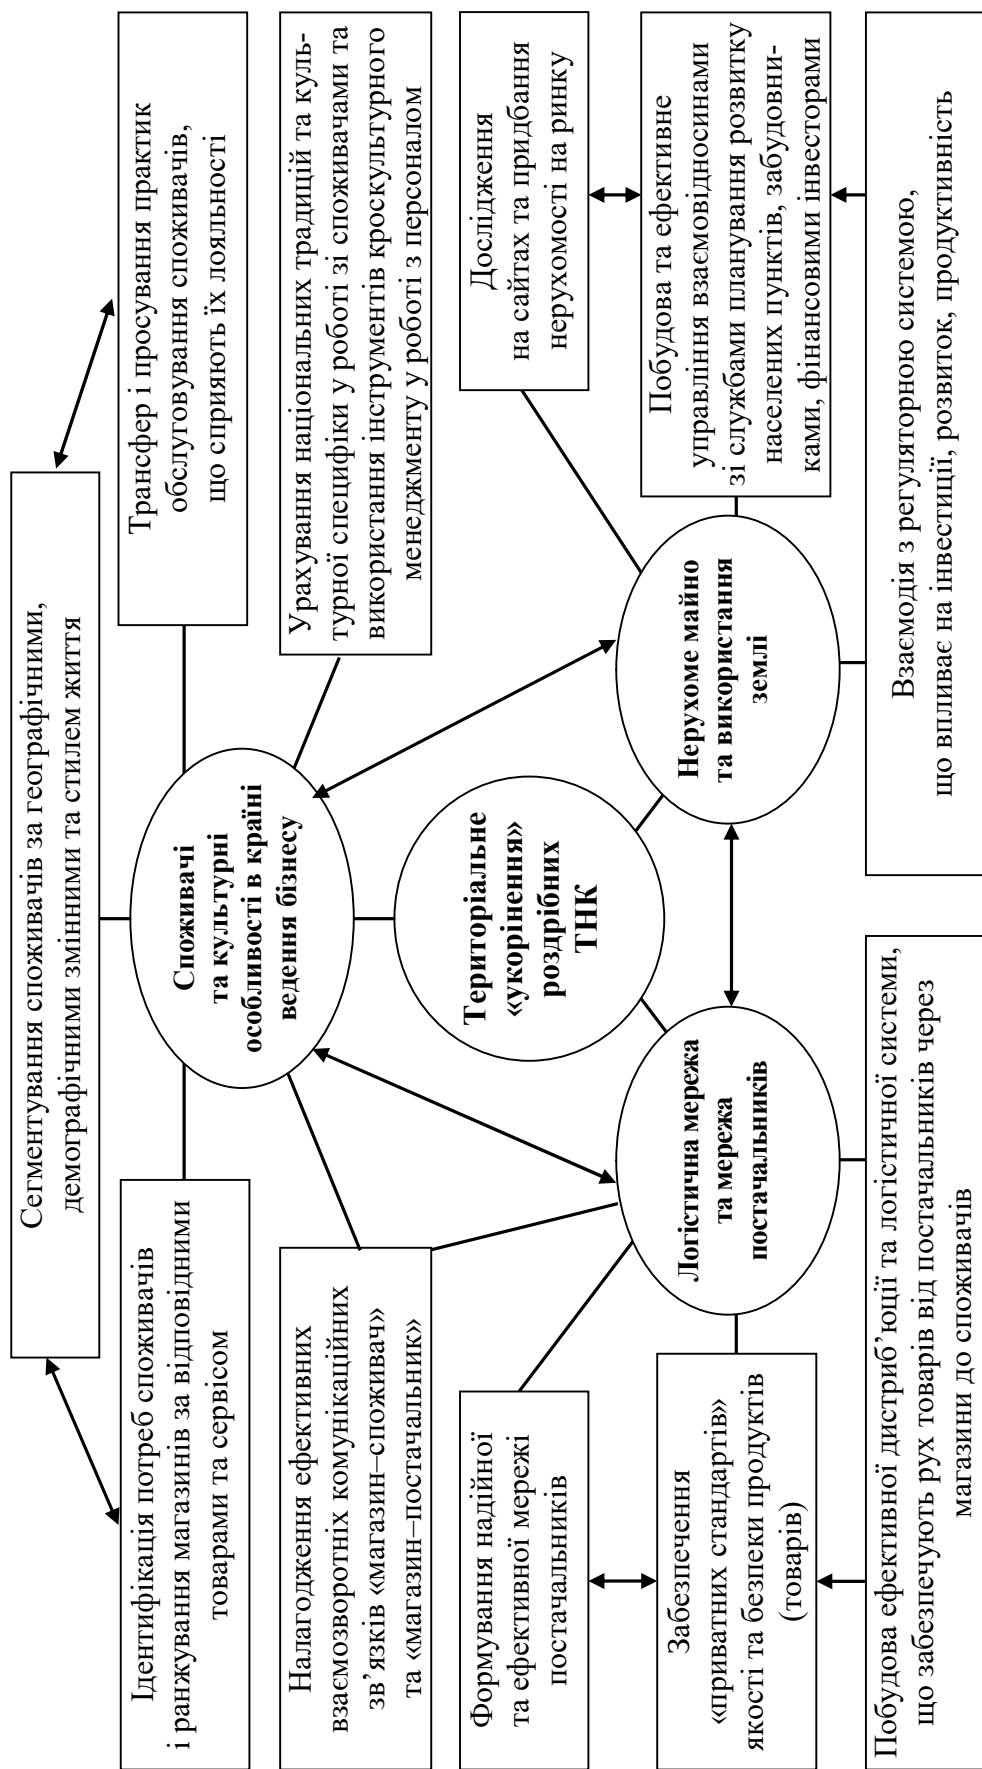 Сегментування споживачів за географічними,
демографічними змінними та стилем життя
Ідентифікація потреб споживачів
і ранжування магазинів за відповідними
товарами та сервісом
Споживачі
та культурні
особливості в країні
ведення бізнесу
Трансфер і просування практик
обслуговування споживачів,
що сприяють їх лояльності
Налагодження ефективних
взаємозворотніх комунікаційних
зв’язків «магазин–споживач»
та «магазин–постачальник»
Урахування національних традицій та куль-
турної специфіки у роботі зі споживачами та
використання інструментів кроскультурного
менеджменту у роботі з персоналом
Формування надійної
та ефективної мережі
постачальників
Територіальне
«укорінення»
роздрібних
ТНК
Дослідження
на сайтах та придбання
нерухомості на ринку
Забезпечення
«приватних стандартів»
якості та безпеки продуктів
(товарів)
Логістична мережа
та мережа
постачальників
Нерухоме майно
та використання
землі
Побудова та ефективне
управління взаємовідносинами
зі службами планування розвитку
населених пунктів, забудовни-
ками, фінансовими інвесторами
Побудова ефективної дистриб’юції та логістичної системи,
що забезпечують рух товарів від постачальників через
магазини до споживачів
Взаємодія з регуляторною системою,
що впливає на інвестиції, розвиток, продуктивність